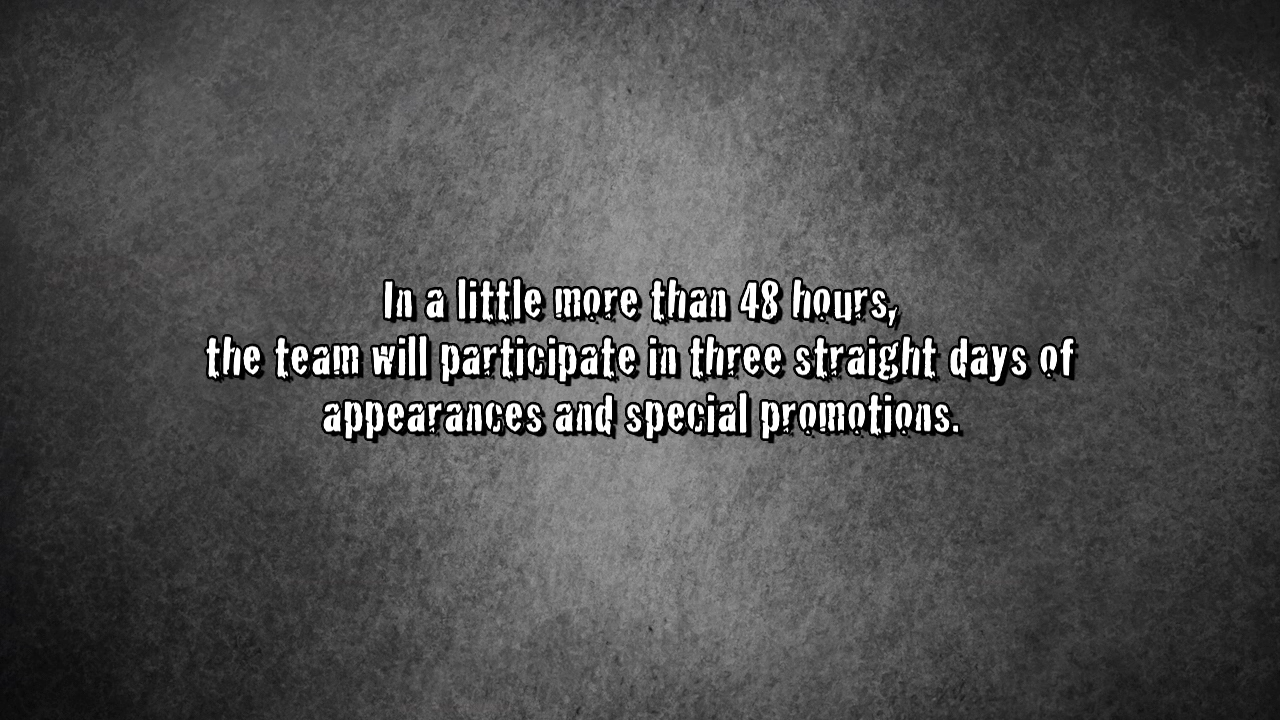 In a little more than 48 hours,
the team will participate in three straight days of
appearances and special promotions.